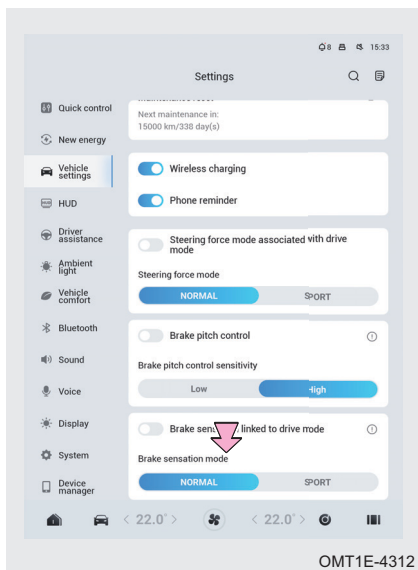 8 15:33
Settings
Quick control
Next maintenance in:
15000 km/338 day(s)
New energy
Vehicle
settings
Wireless charging
HUD
Phone reminder
Driver
assistance
Steering force mode associated with drive
mode
Ambient
light
Steering force mode
Vehicle
comfort
NORMAL SPORT
Bluetooth
Brake pitch control
Sound
Brake pitch control sensitivity
Voice
Low High
Display
Brake linked to drive mode
System
Brake sensation mode
Device
manager
NORMAL SPORT
< 22.0° > < 22.0° >
OMT1E-4312